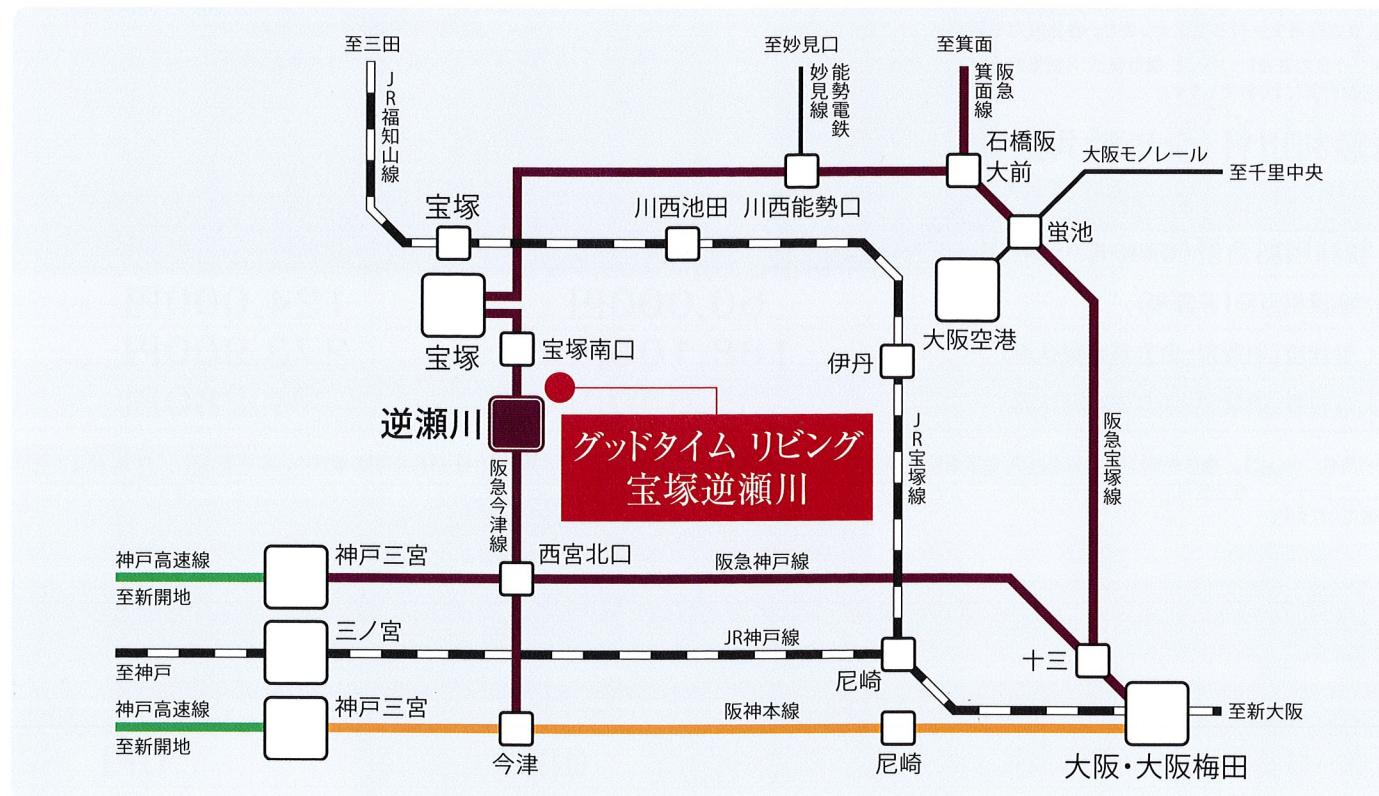 至三田
至妙見口
至箕面
JR福知山線
能勢電鉄
妙見線
阪急
箕面線
石橋阪
大前
大阪モノレール
至千里中央
宝塚
川西池田
川西能勢口
蛍池
大阪空港
宝塚
宝塚南口
伊丹
逆瀬川
グッドタイム リビング
宝塚逆瀬川
JR宝塚線
阪急宝塚線
阪急今津線
神戸高速線
至新開地
神戸三宮
西宮北口
阪急神戸線
三ノ宮
JR神戸線
至神戸
尼崎
十三
神戸高速線
至新開地
神戸三宮
阪神本線
至新大阪
今津
尼崎
大阪・大阪梅田